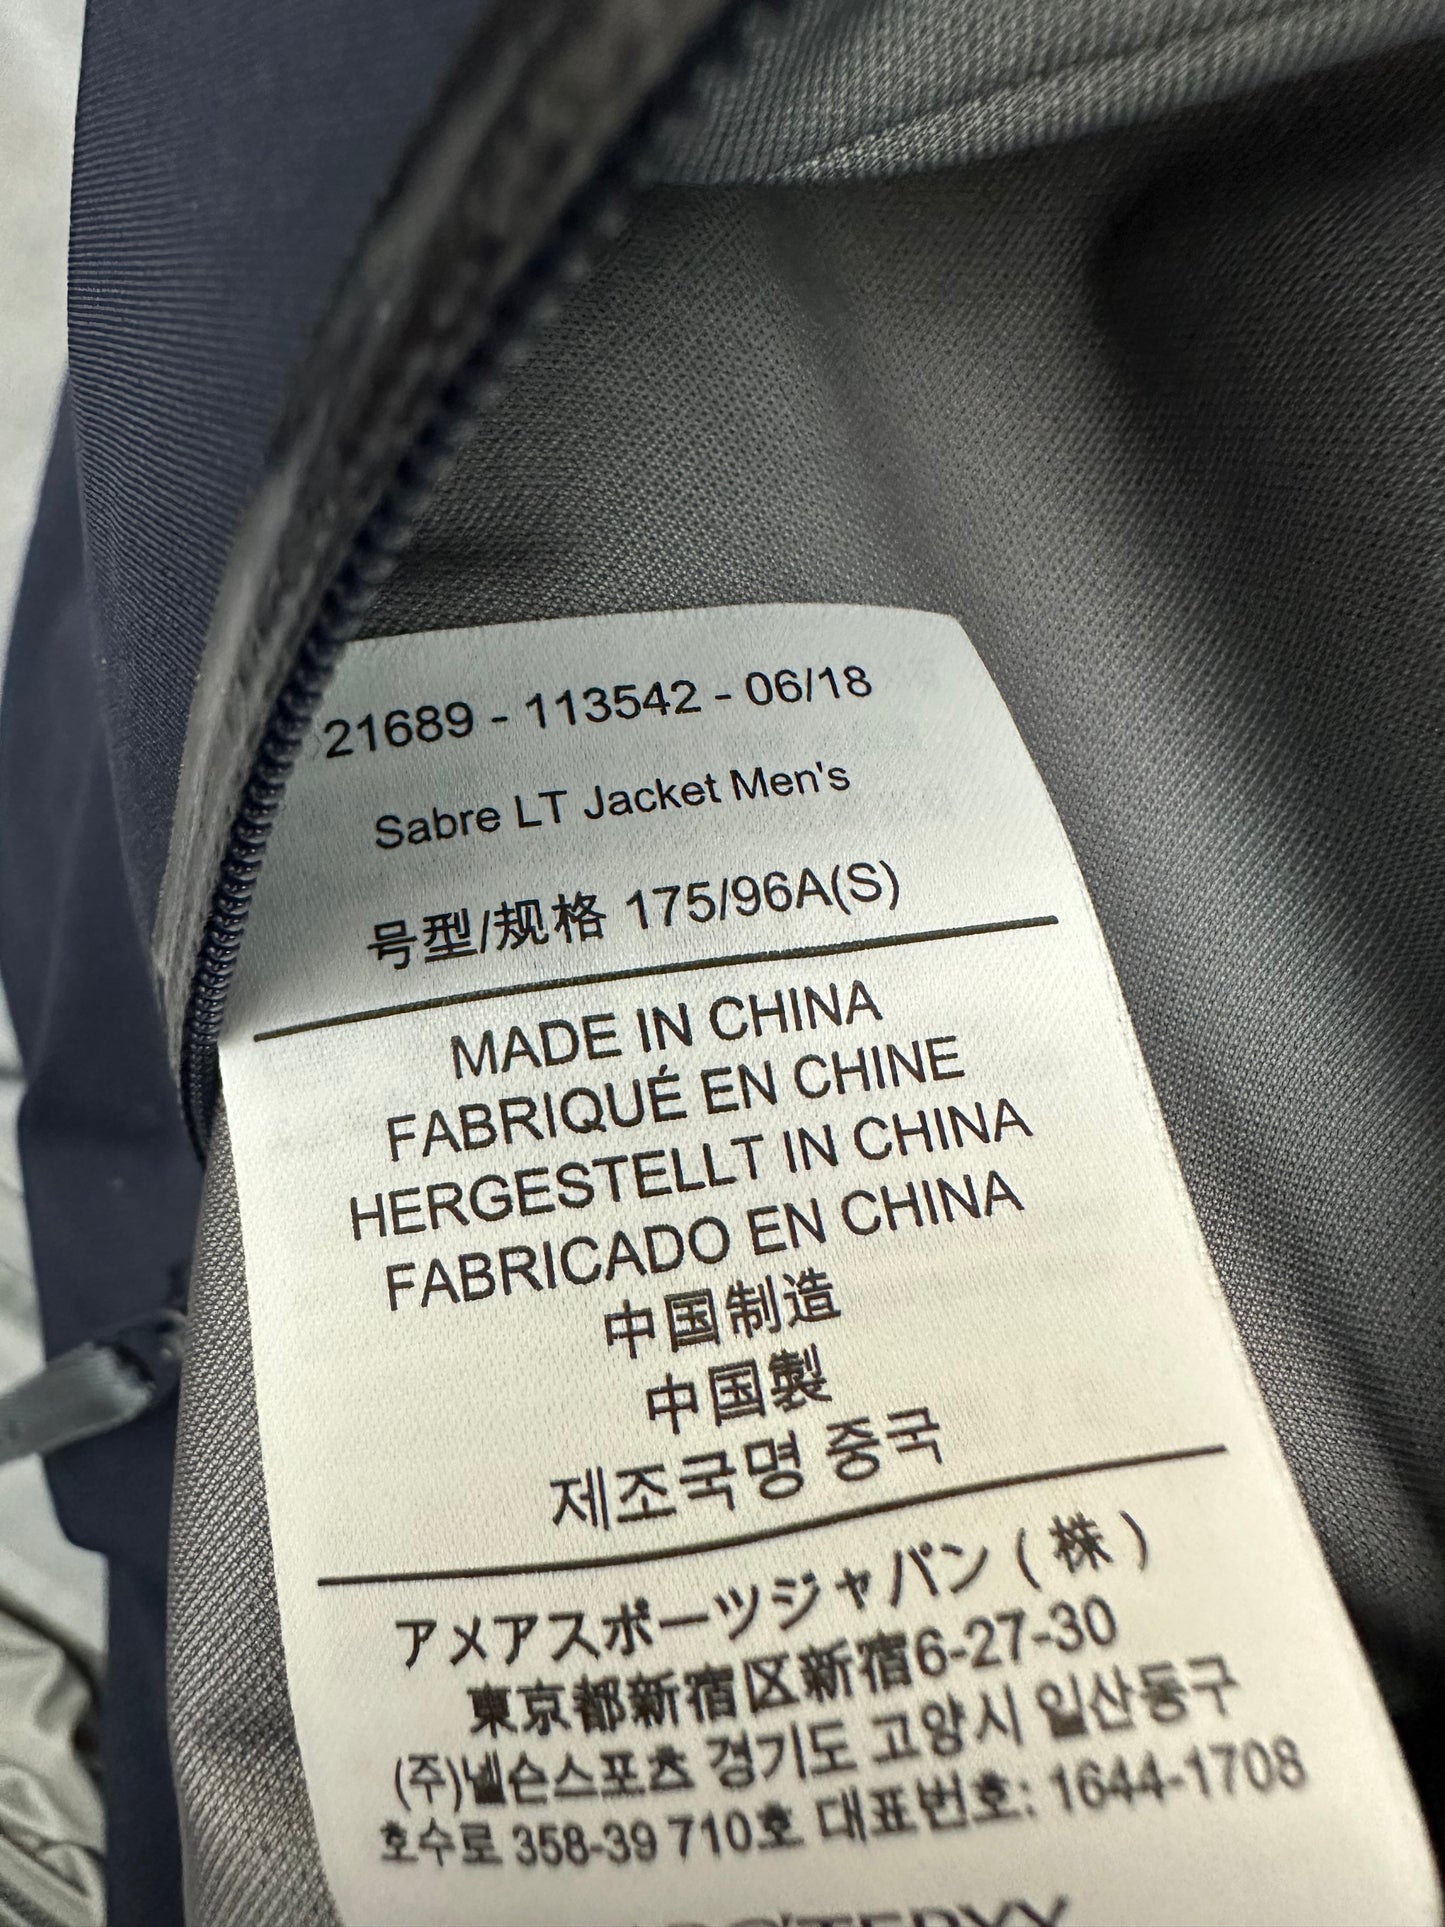 21689 - 113542 - 06/18
Sabre LT Jacket Men's
号型/规格 175/96A(S)
MADE IN CHINA
FABRIQUÉ EN CHINE
HERGESTELLT IN CHINA
FABRICADO EN CHINA
中国制造
中国製
제조국명 중국
アメアスポーツジャパン（株）
東京都新宿区新宿6-27-30
(주)넬슨스포츠 경기도 고양시 일산동구
호수로 358-39 710호 대표번호: 1644-1708